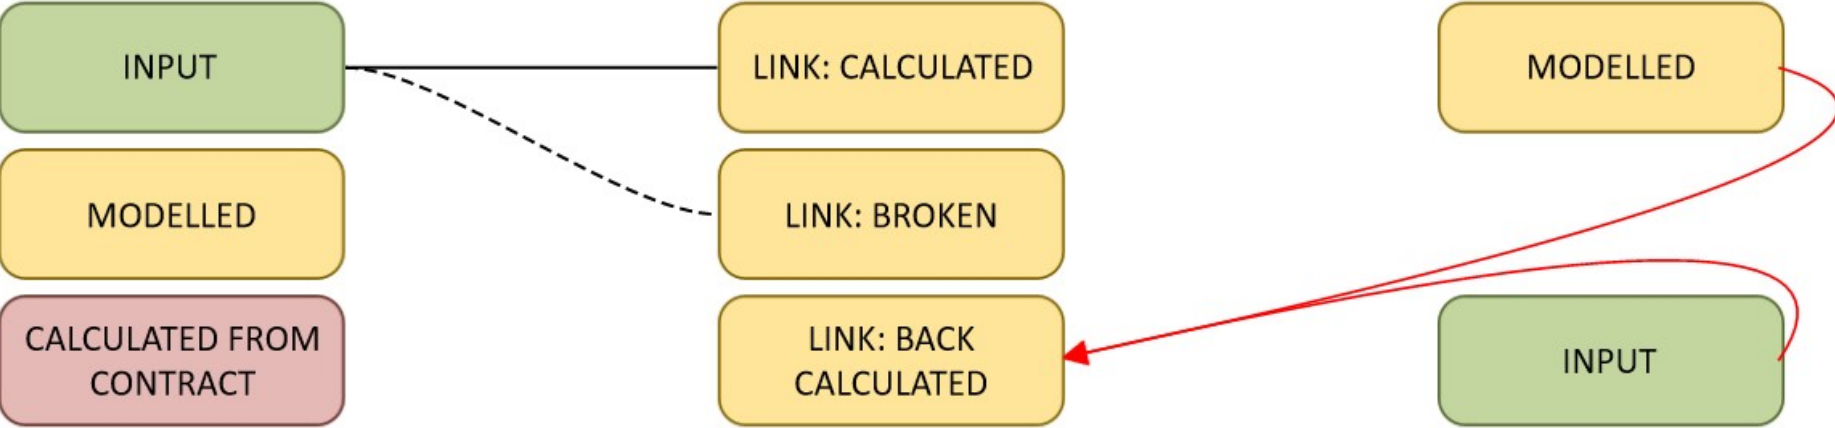 INPUT
LINK: CALCULATED
MODELLED
MODELLED
LINK: BROKEN
CALCULATED FROM
CONTRACT
LINK: BACK
CALCULATED
INPUT